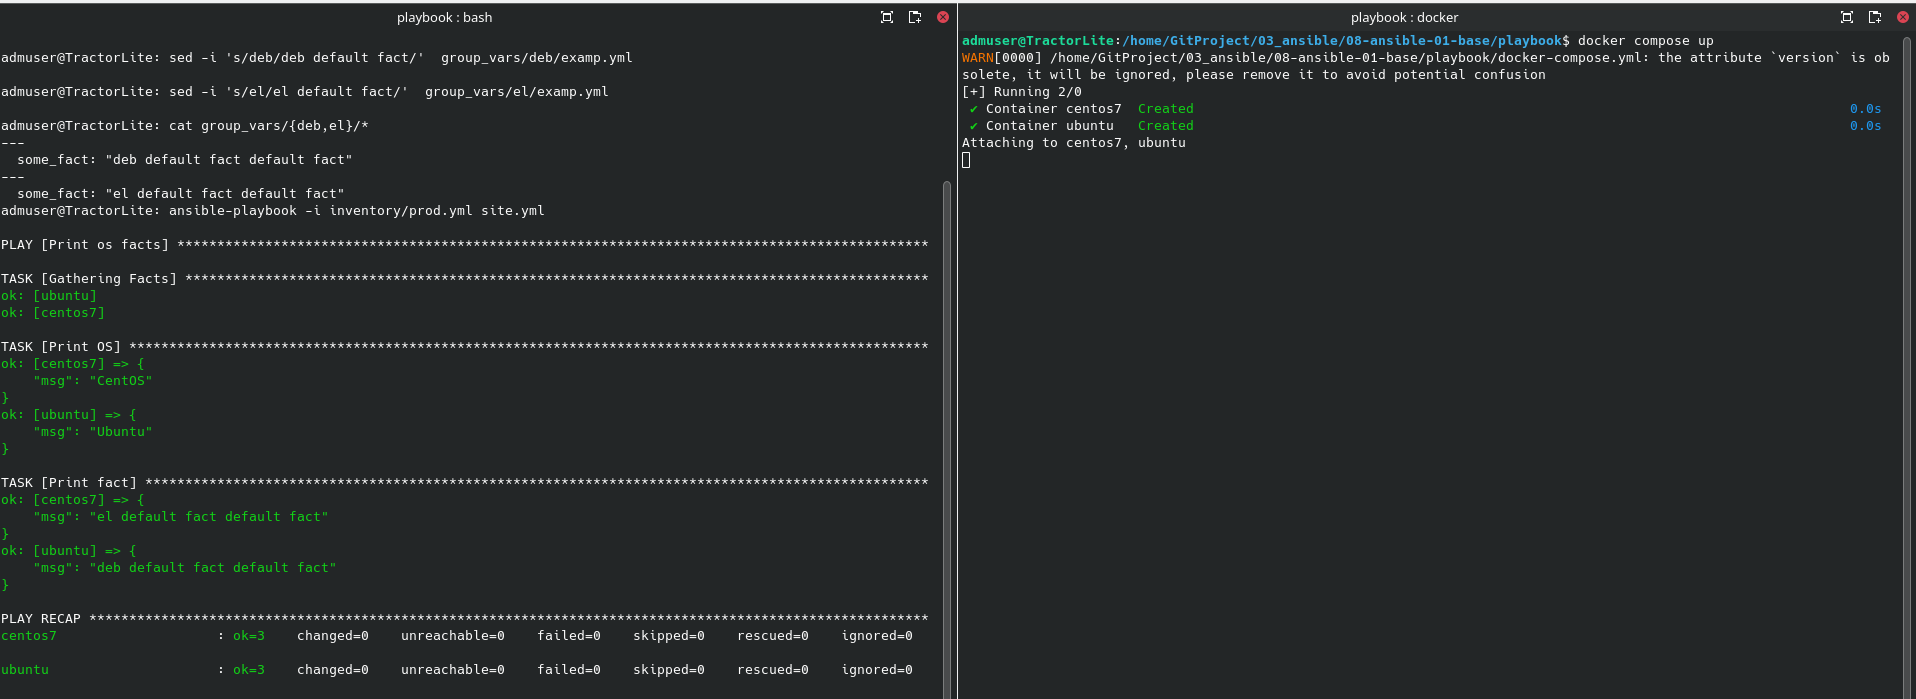 playbook : bash
admuser@TractorLite: sed -i 's/deb/deb default fact/'  group_vars/deb/examp.yml
admuser@TractorLite: sed -i 's/el/el default fact/'  group_vars/el/examp.yml
admuser@TractorLite: cat group_vars/{deb,el}/*
---
  some_fact: "deb default fact default fact"
---
  some_fact: "el default fact default fact"
admuser@TractorLite: ansible-playbook -i inventory/prod.yml site.yml
PLAY [Print os facts] **********************************************************************************************
TASK [Gathering Facts] *********************************************************************************************
ok: [ubuntu]
ok: [centos7]
TASK [Print OS] ****************************************************************************************************
ok: [centos7] => {
    "msg": "CentOS"
}
ok: [ubuntu] => {
    "msg": "Ubuntu"
}
TASK [Print fact] **************************************************************************************************
ok: [centos7] => {
    "msg": "el default fact default fact"
}
ok: [ubuntu] => {
    "msg": "deb default fact default fact"
}
PLAY RECAP *********************************************************************************************************
centos7                    : ok=3    changed=0    unreachable=0    failed=0    skipped=0    rescued=0    ignored=0
ubuntu                     : ok=3    changed=0    unreachable=0    failed=0    skipped=0    rescued=0    ignored=0
playbook : docker
admuser@TractorLite:/home/GitProject/03_ansible/08-ansible-01-base/playbook$ docker compose up
WARN[0000] /home/GitProject/03_ansible/08-ansible-01-base/playbook/docker-compose.yml: the attribute `version` is ob
solete, it will be ignored, please remove it to avoid potential confusion
[+] Running 2/0
 ✔ Container centos7  Created 0.0s
 ✔ Container ubuntu   Created 0.0s
Attaching to centos7, ubuntu